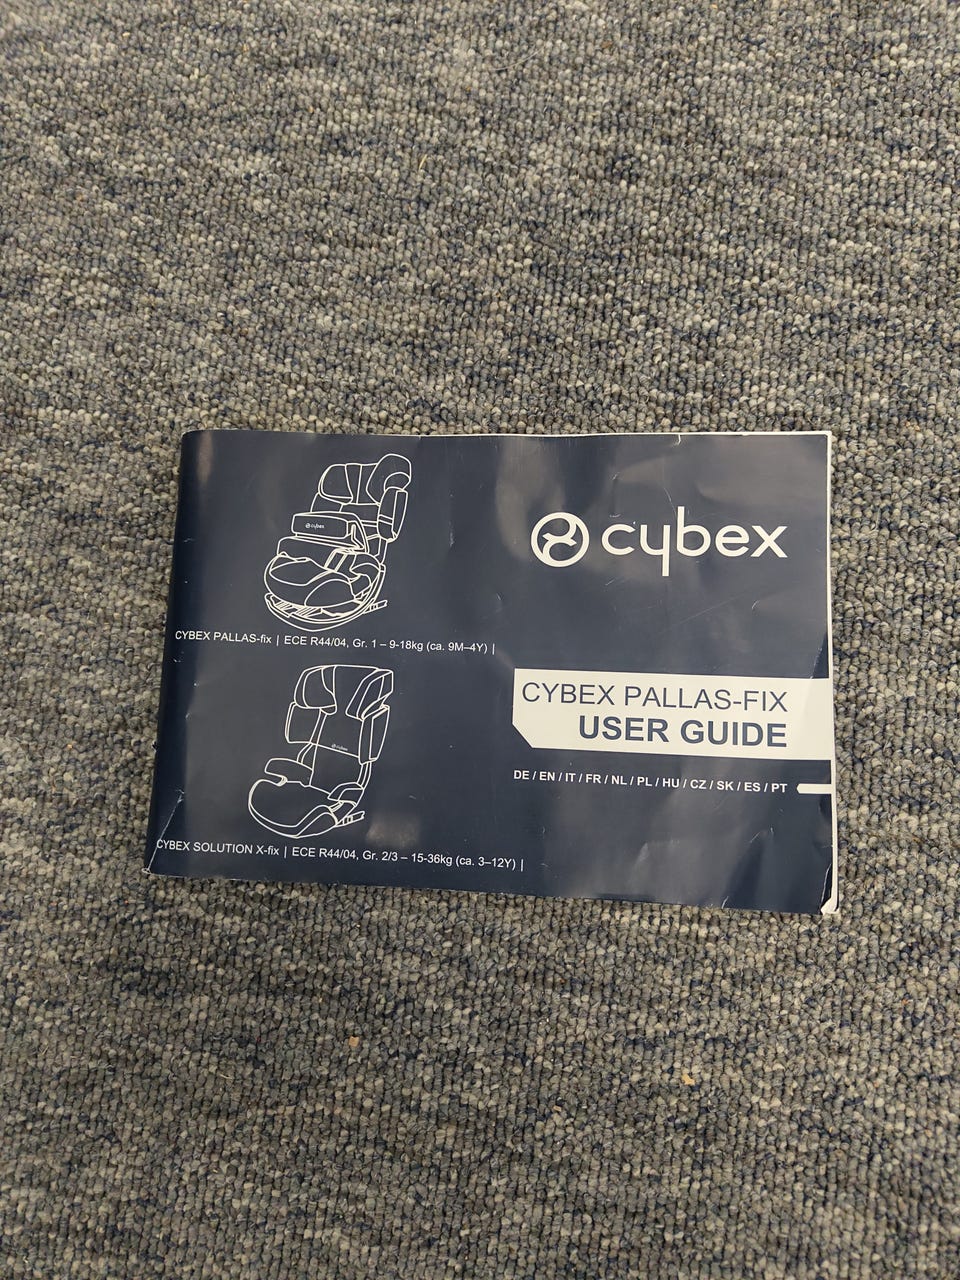 cybex
CYBEX PALLAS-fix | ECE R44/04, Gr. 1 – 9-18kg (ca. 9M–4Y) |
cybex
CYBEX SOLUTION X-fix | ECE R44/04, Gr. 2/3 – 15-36kg (ca. 3–12Y) |
cybex
CYBEX PALLAS-FIX
USER GUIDE
DE / EN / IT / FR / NL / PL / HU / CZ / SK / ES / PT